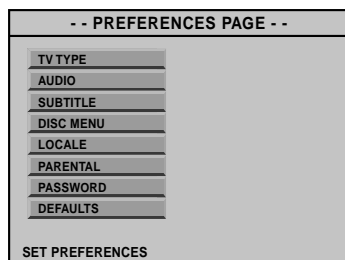 - - PREFERENCES PAGE - -
TV TYPE
AUDIO
SUBTITLE
DISC MENU
LOCALE
PARENTAL
PASSWORD
DEFAULTS
SET PREFERENCES